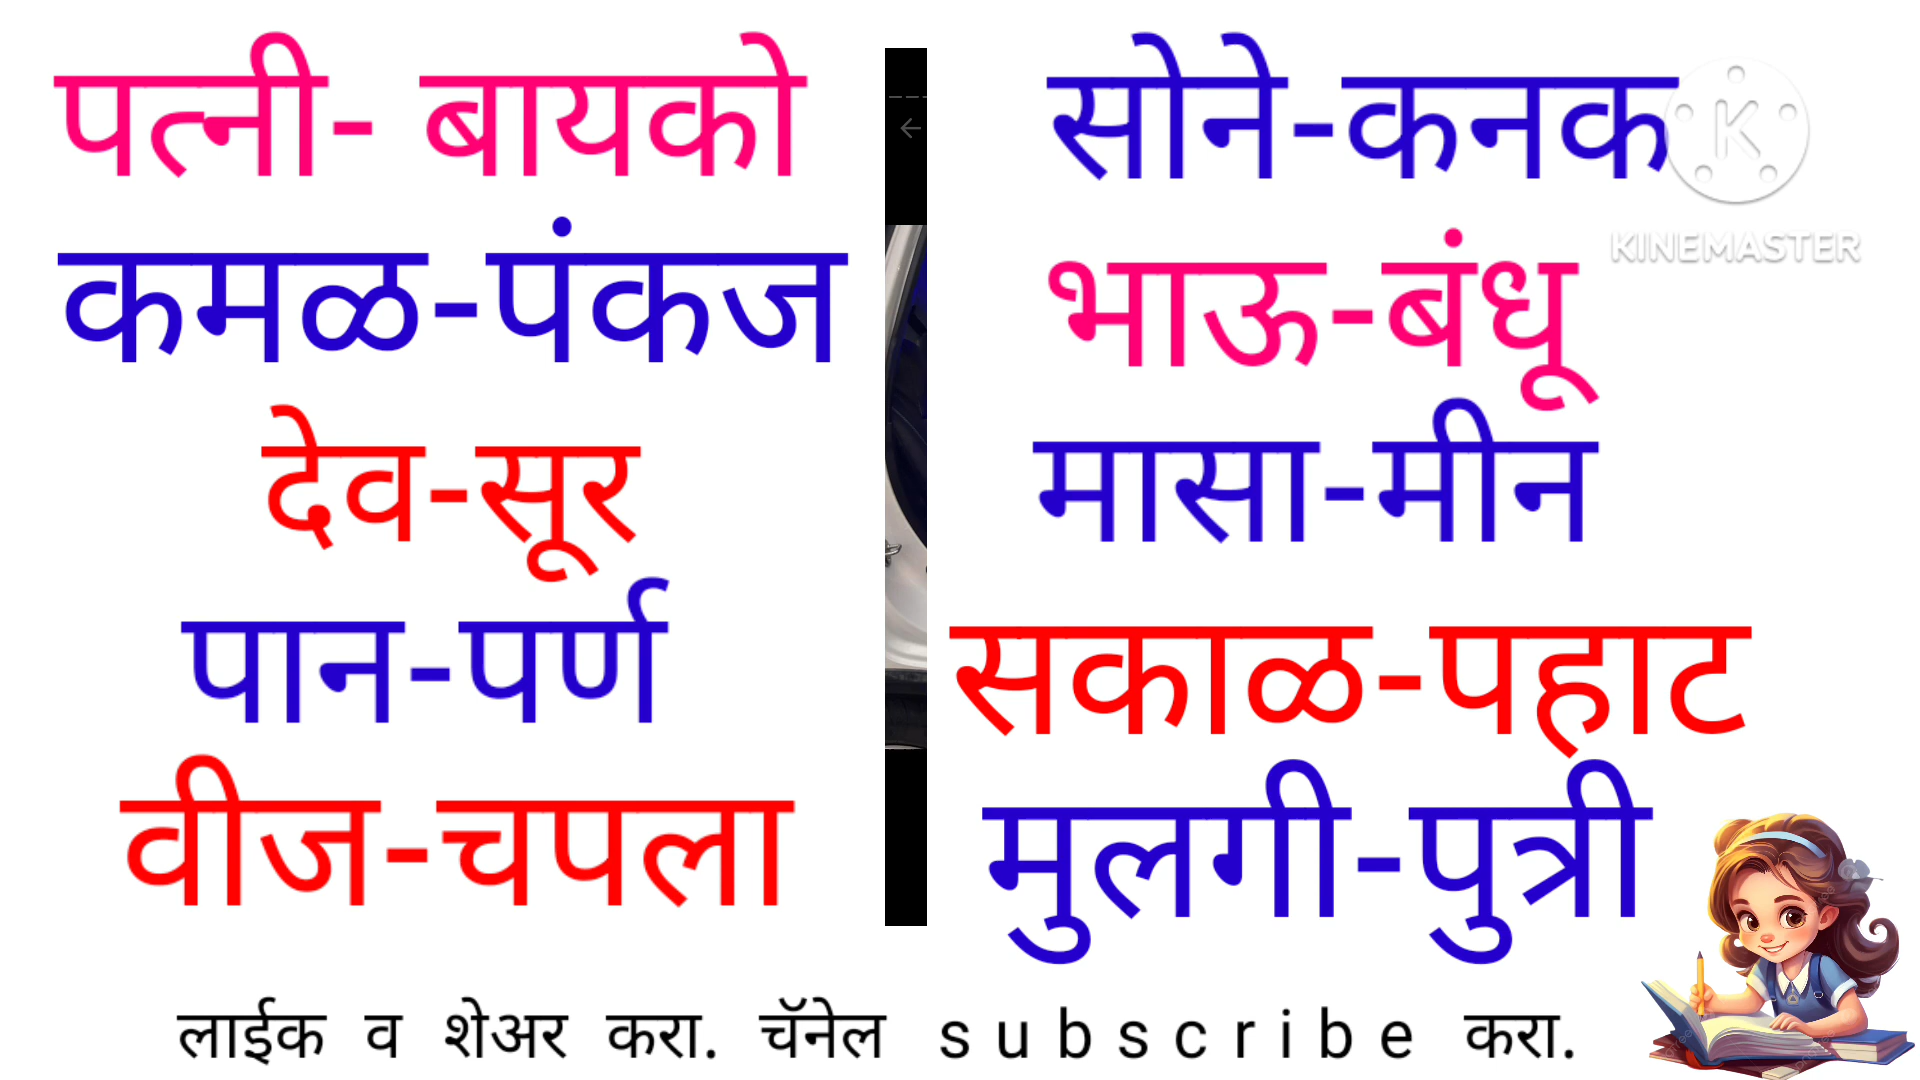 पत्नी- बायको
कमळ-पंकज
देव-सूर
पान-पर्ण
वीज-चपला
सोने-कनक
भाऊ-बंधू
मासा-मीन
सकाळ-पहाट
मुलगी-पुत्री
K
KINEMASTER
लाईक व शेअर करा. चॅनेल subscribe करा.